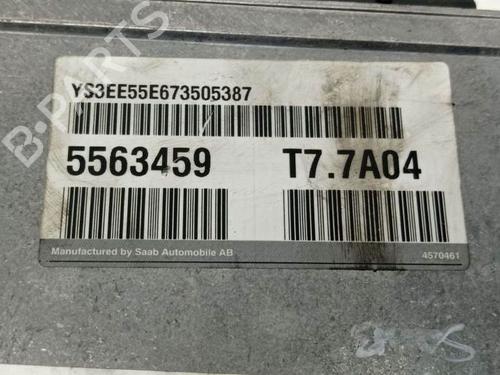 B-PARTS
YS3EE55E673505387
5563459 T7.7A04
Manufactured by Saab Automobile AB 4570461